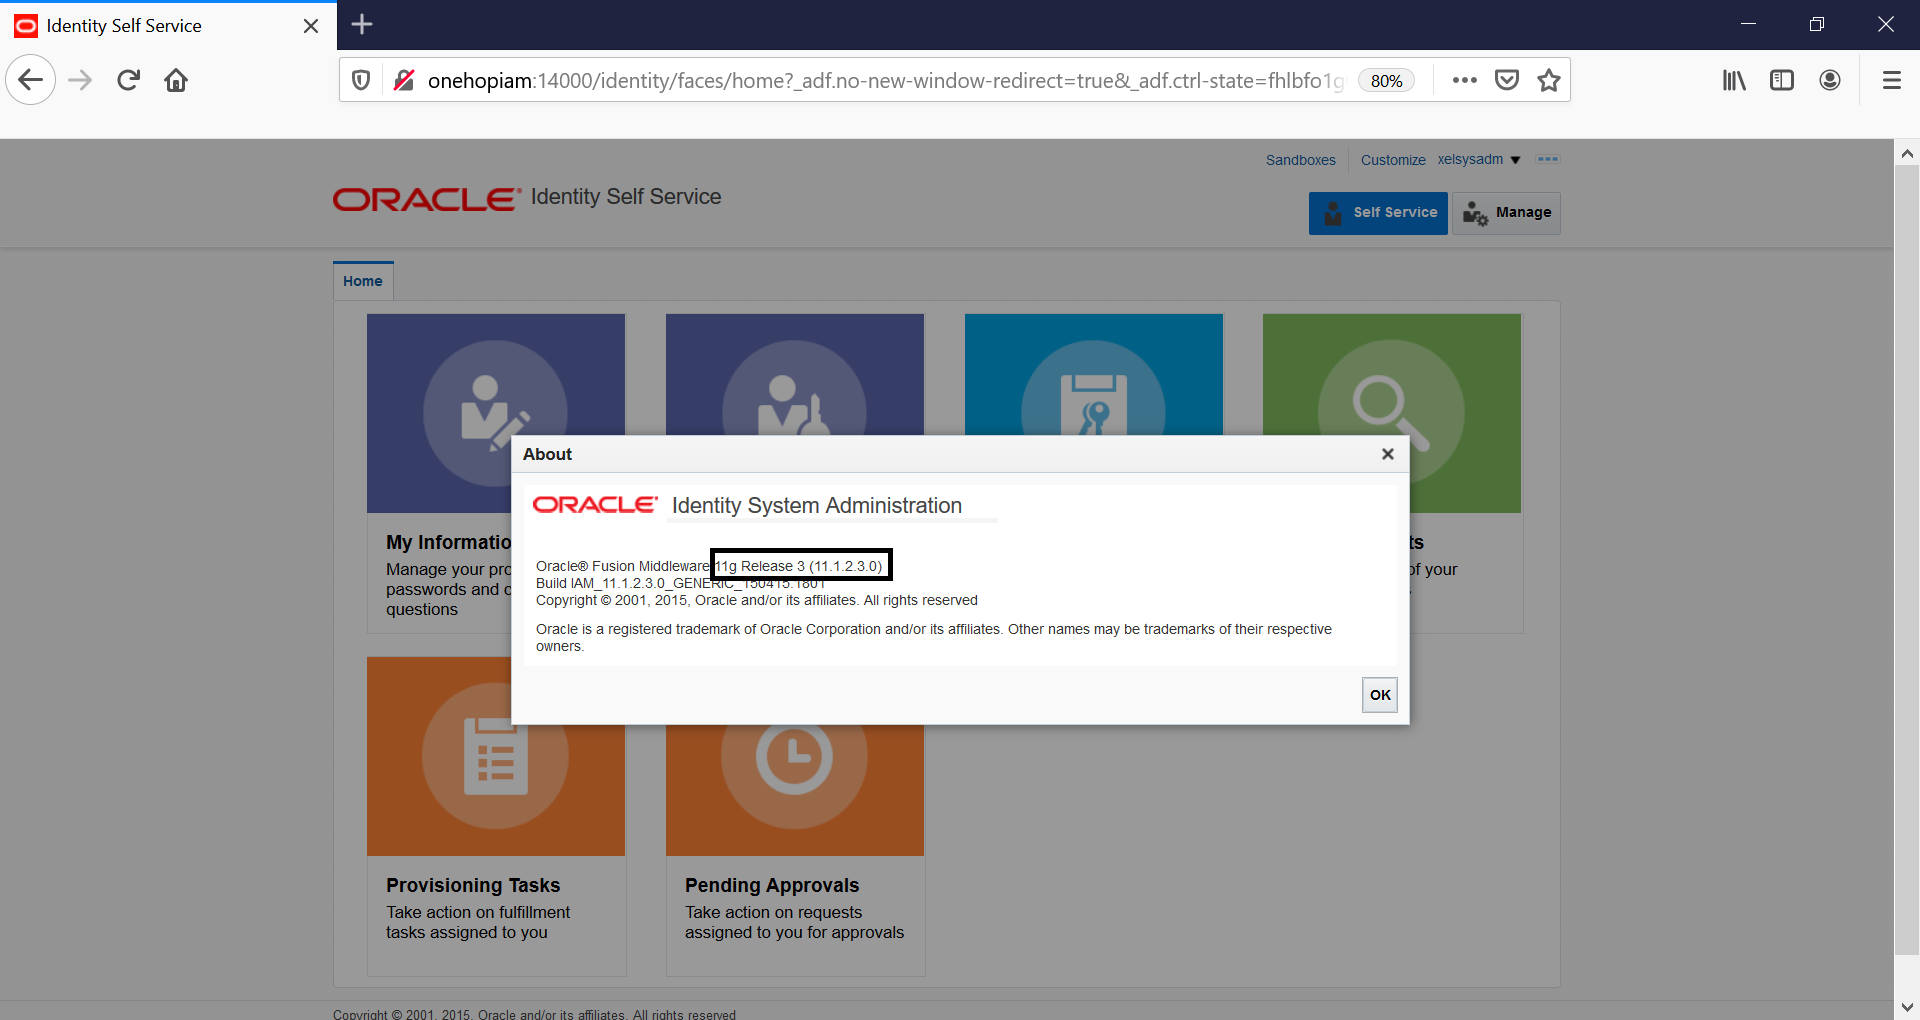 Identity Self Service
onehopiam:14000/identity/faces/home?_adf.no-new-window-redirect=true&_adf.ctrl-state=fhlbfo1g
80%
Sandboxes
Customize
xelsysadm
ORACLE® Identity Self Service
Self Service
Manage
Home
About
ORACLE® Identity System Administration
Oracle® Fusion Middleware 11g Release 3 (11.1.2.3.0)
Build IAM_11.1.2.3.0_GENERIC_150415.1801
Copyright © 2001, 2015, Oracle and/or its affiliates. All rights reserved
Oracle is a registered trademark of Oracle Corporation and/or its affiliates. Other names may be trademarks of their respective
owners.
OK
My Informatio
Manage your pro
passwords and c
questions
ts
of your
Provisioning Tasks
Take action on fulfillment
tasks assigned to you
Pending Approvals
Take action on requests
assigned to you for approvals
Copyright © 2001, 2015, Oracle and/or its affiliates. All rights reserved